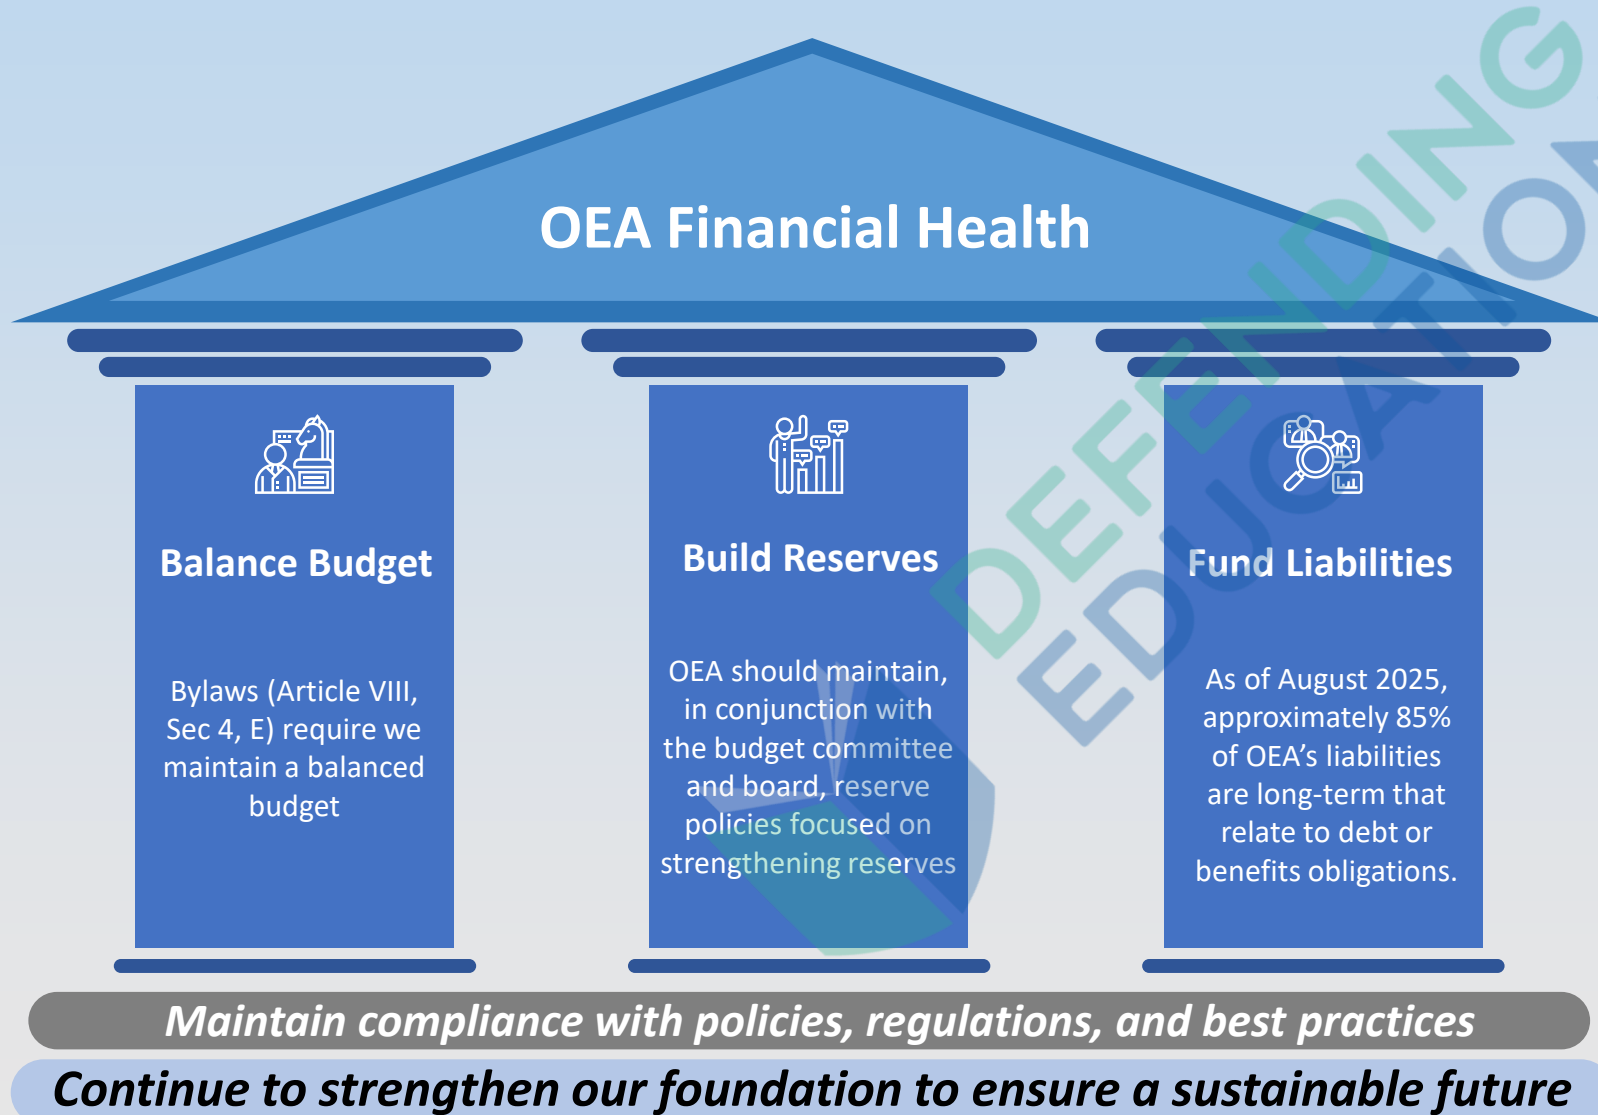 OEA Financial Health
Balance Budget
Bylaws (Article VIII,
Sec 4, E) require we
maintain a balanced
budget
Build Reserves
OEA should maintain,
in conjunction with
the budget committee
and board, reserve
policies focused on
strengthening reserves
Fund Liabilities
As of August 2025,
approximately 85%
of OEA’s liabilities
are long-term that
relate to debt or
benefits obligations.
Maintain compliance with policies, regulations, and best practices
Continue to strengthen our foundation to ensure a sustainable future
DEFENDING
EDUCATIO